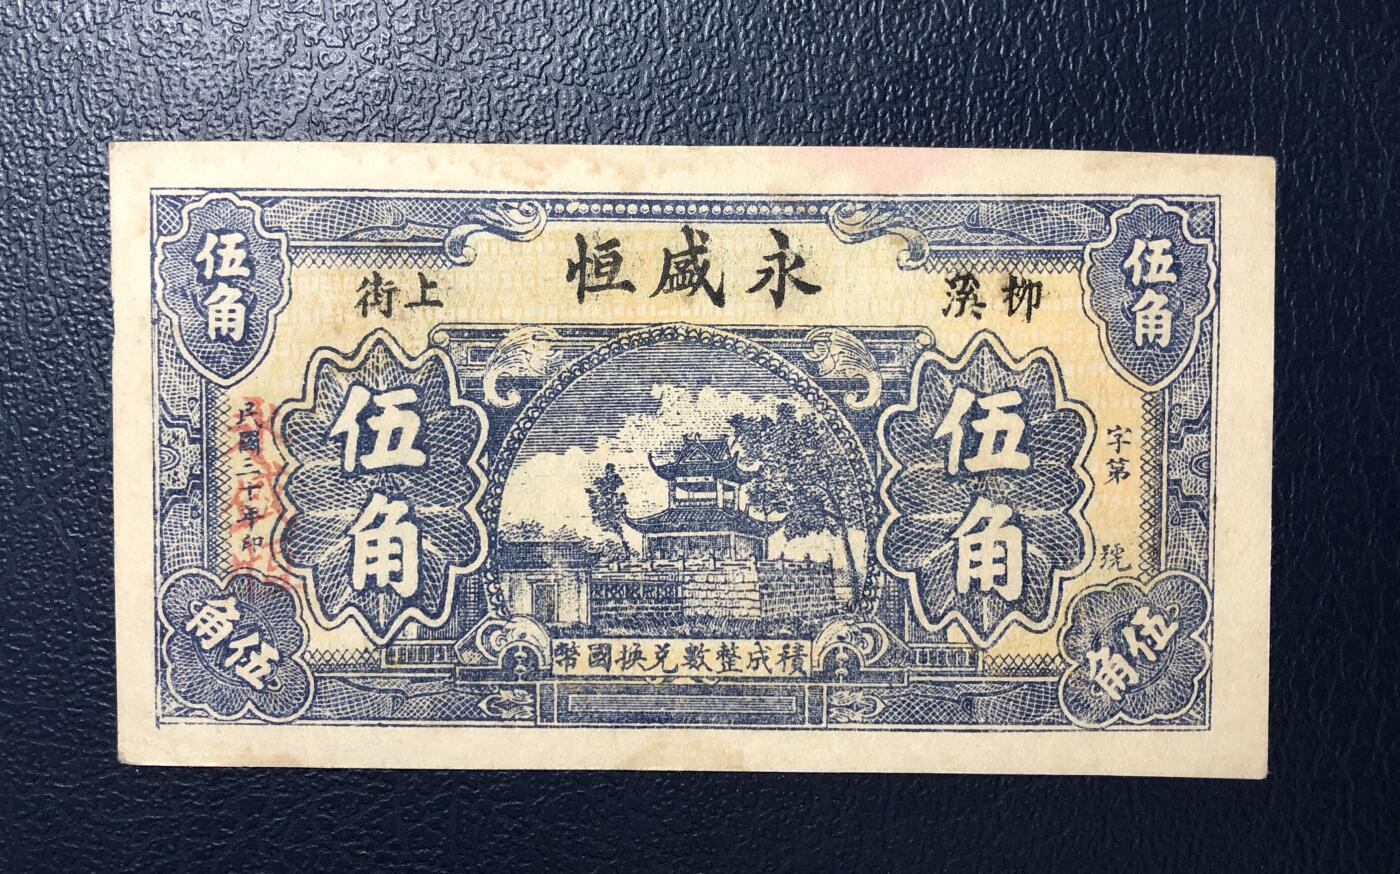 永盛恒
柳溪
上街
伍角
伍角
伍角
伍角
字第 號
民國三十年印
積成整數兌換國幣
伍角
伍角